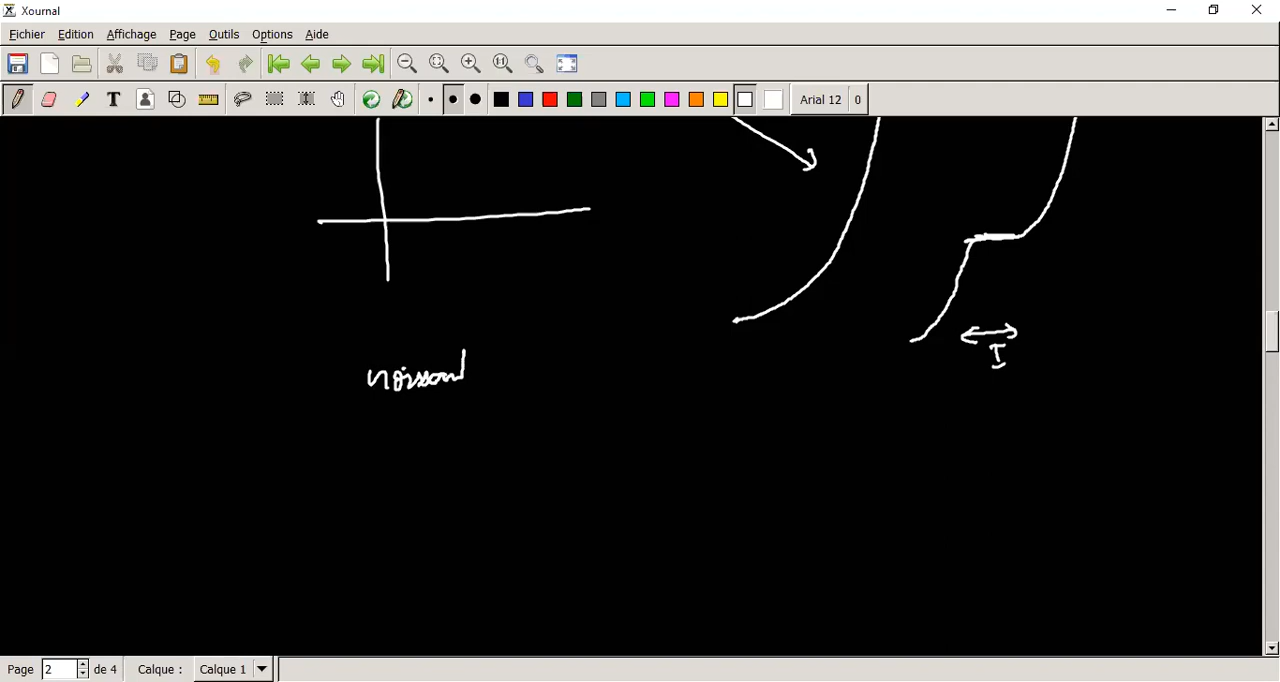 Xournal
Fichier Edition Affichage Page Outils Options Aide
T Arial 12 0
I
Page 2 de 4 Calque : Calque 1